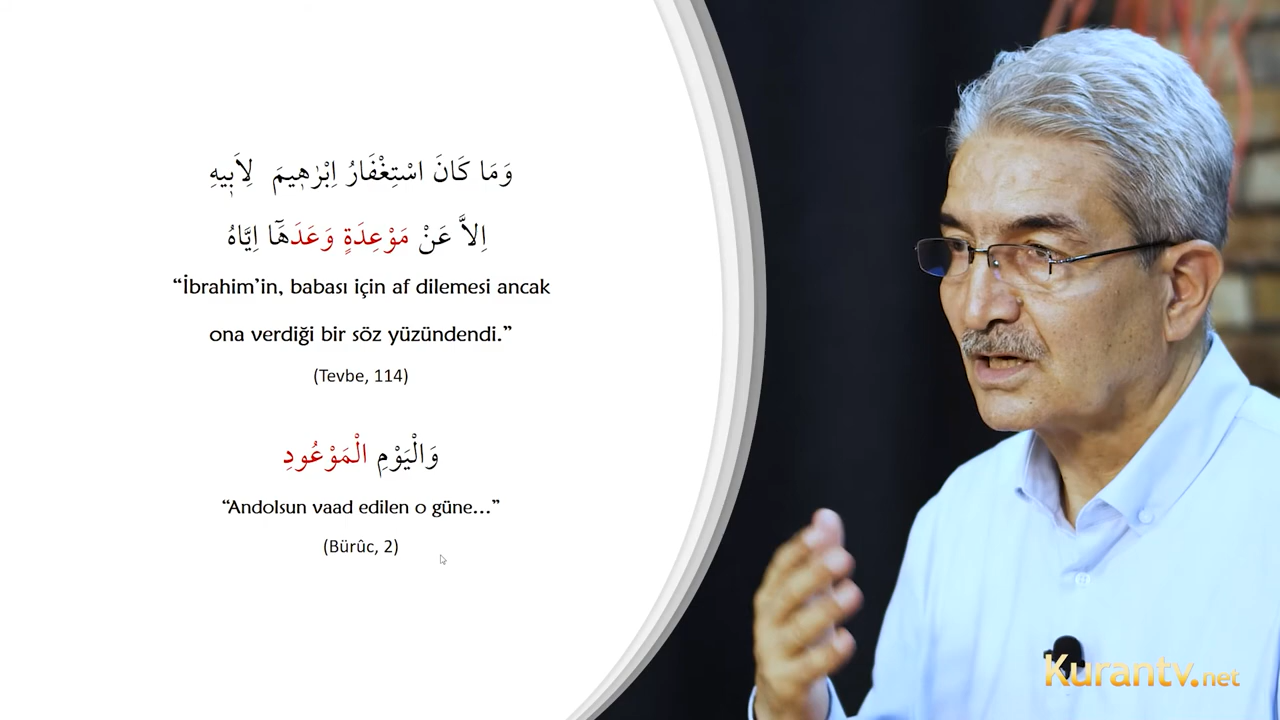 وَمَا كَانَ اسْتِغْفَارُ اِبْرٰه۪يمَ لِاَب۪يهِ
اِلاَّ عَنْ مَوْعِدَةٍ وَعَدَهَٓا اِيَّاهُ
“İbrahim’in, babası için af dilemesi ancak
ona verdiği bir söz yüzündendi.”
(Tevbe, 114)
وَالْيَوْمِ الْمَوْعُودِ
“Andolsun vaad edilen o güne...”
(Bürûc, 2)
Kurantv.net